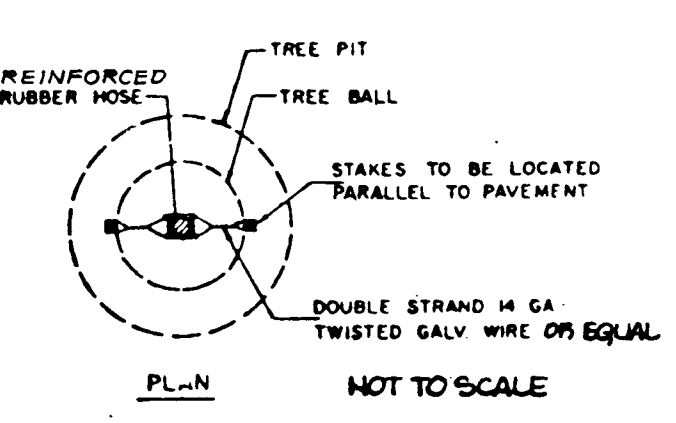 TREE PIT
REINFORCED
RUBBER HOSE
TREE BALL
STAKES TO BE LOCATED
PARALLEL TO PAVEMENT
DOUBLE STRAND 14 GA.
TWISTED GALV. WIRE OR EQUAL
PLAN
NOT TO SCALE